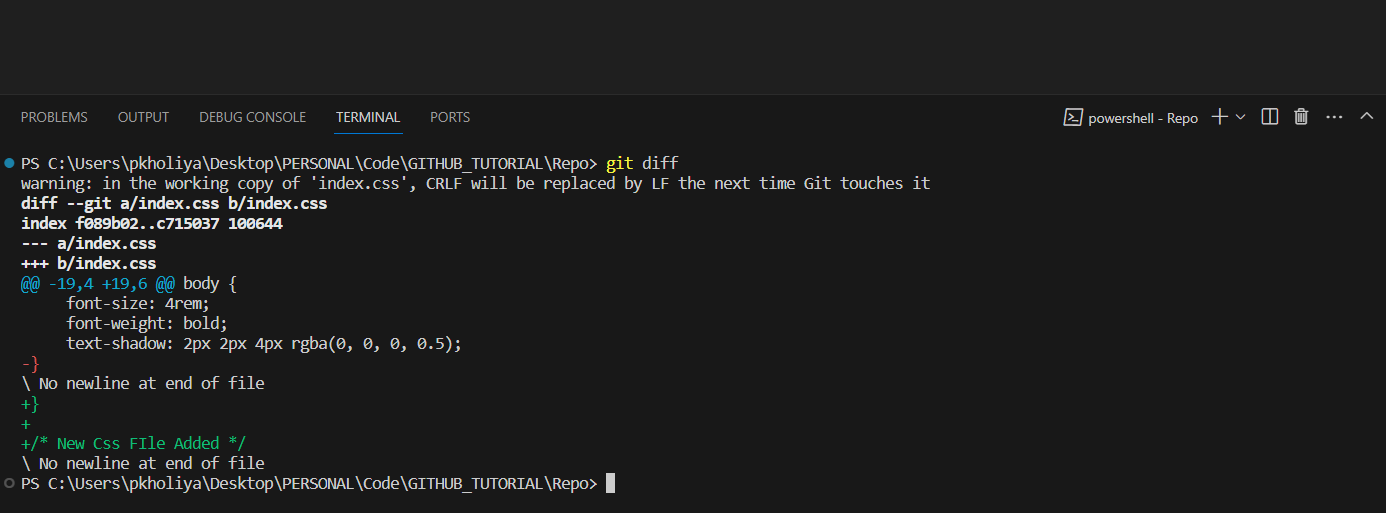 PROBLEMS OUTPUT DEBUG CONSOLE TERMINAL PORTS powershell - Repo
PS C:\Users\pkholiya\Desktop\PERSONAL\Code\GITHUB_TUTORIAL\Repo> git diff
warning: in the working copy of 'index.css', CRLF will be replaced by LF the next time Git touches it
diff --git a/index.css b/index.css
index f089b02..c715037 100644
--- a/index.css
+++ b/index.css
@@ -19,4 +19,6 @@ body {
     font-size: 4rem;
     font-weight: bold;
     text-shadow: 2px 2px 4px rgba(0, 0, 0, 0.5);
-}
\ No newline at end of file
+}
+
+/* New Css FIle Added */
\ No newline at end of file
PS C:\Users\pkholiya\Desktop\PERSONAL\Code\GITHUB_TUTORIAL\Repo>